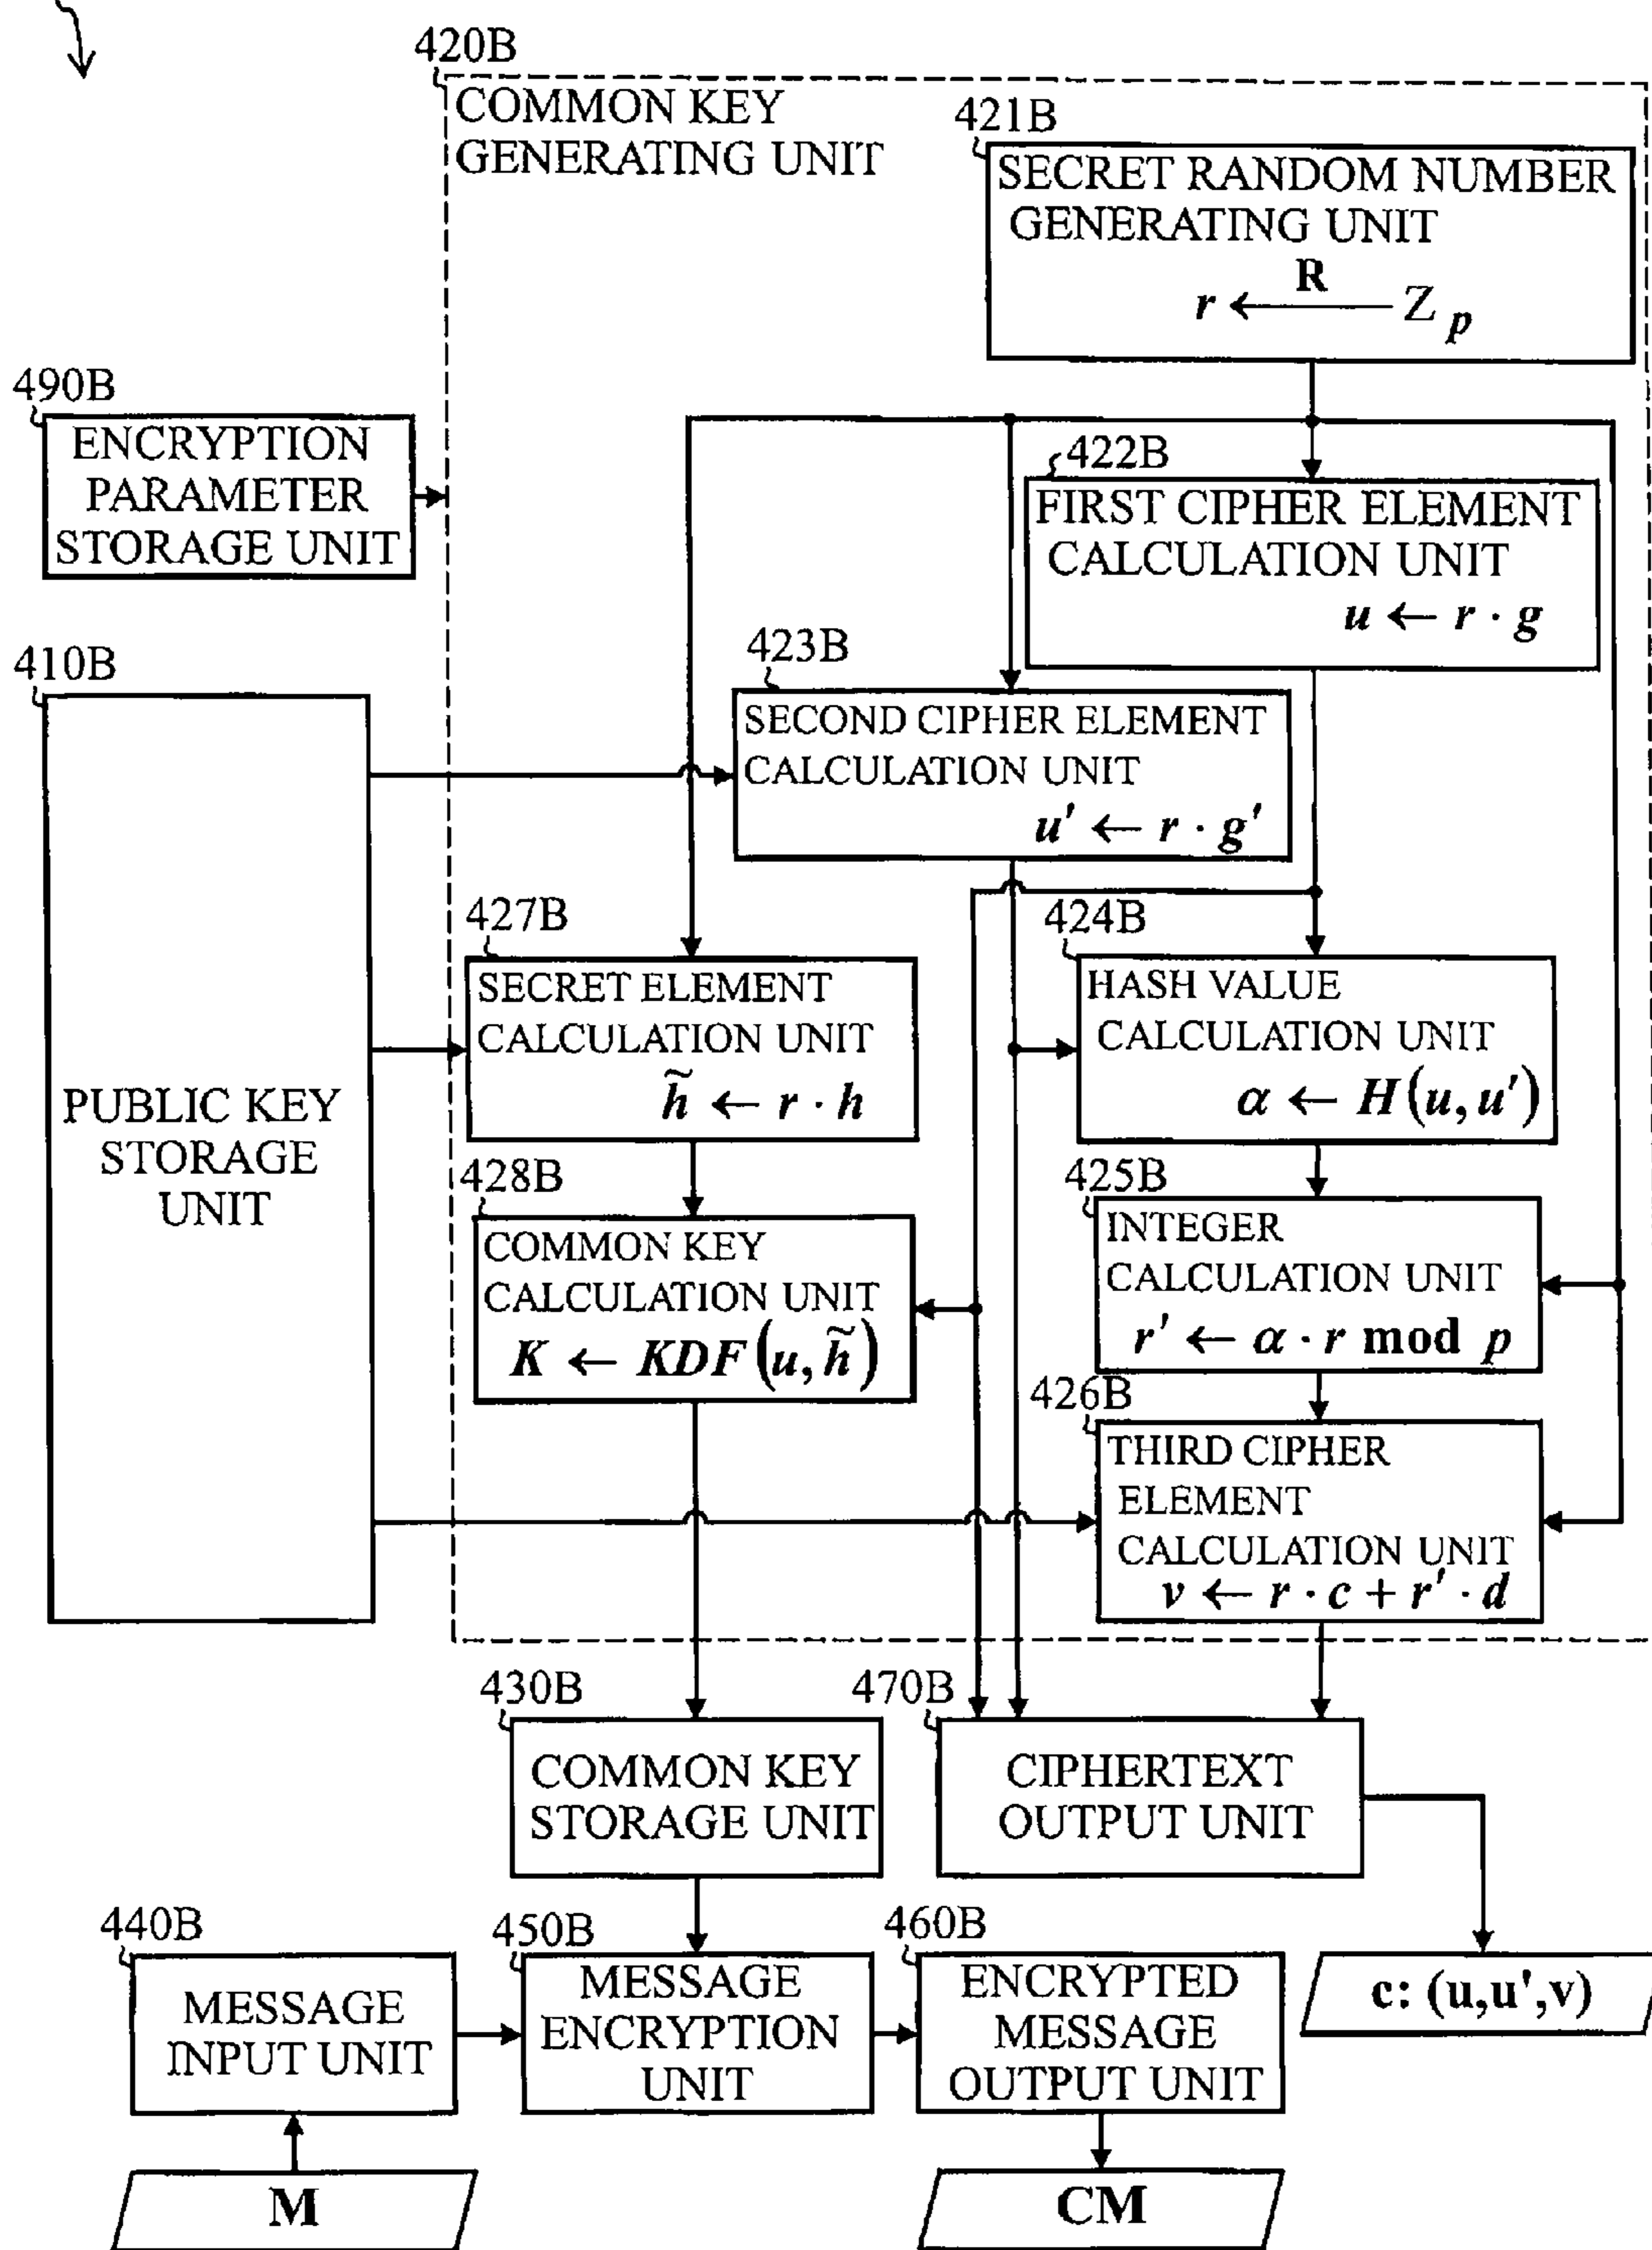 420B
COMMON KEY
GENERATING UNIT
421B
SECRET RANDOM NUMBER
GENERATING UNIT
R
r ← Z p
490B
ENCRYPTION
PARAMETER
STORAGE UNIT
422B
FIRST CIPHER ELEMENT
CALCULATION UNIT
u ← r · g
410B
PUBLIC KEY
STORAGE
UNIT
423B
SECOND CIPHER ELEMENT
CALCULATION UNIT
u' ← r · g'
427B
SECRET ELEMENT
CALCULATION UNIT
h̃ ← r · h
424B
HASH VALUE
CALCULATION UNIT
α ← H(u, u')
428B
COMMON KEY
CALCULATION UNIT
K ← KDF(u, h̃)
425B
INTEGER
CALCULATION UNIT
r' ← α · r mod p
426B
THIRD CIPHER
ELEMENT
CALCULATION UNIT
v ← r · c + r' · d
430B
COMMON KEY
STORAGE UNIT
470B
CIPHERTEXT
OUTPUT UNIT
440B
MESSAGE
INPUT UNIT
450B
MESSAGE
ENCRYPTION
UNIT
460B
ENCRYPTED
MESSAGE
OUTPUT UNIT
c: (u,u',v)
M
CM